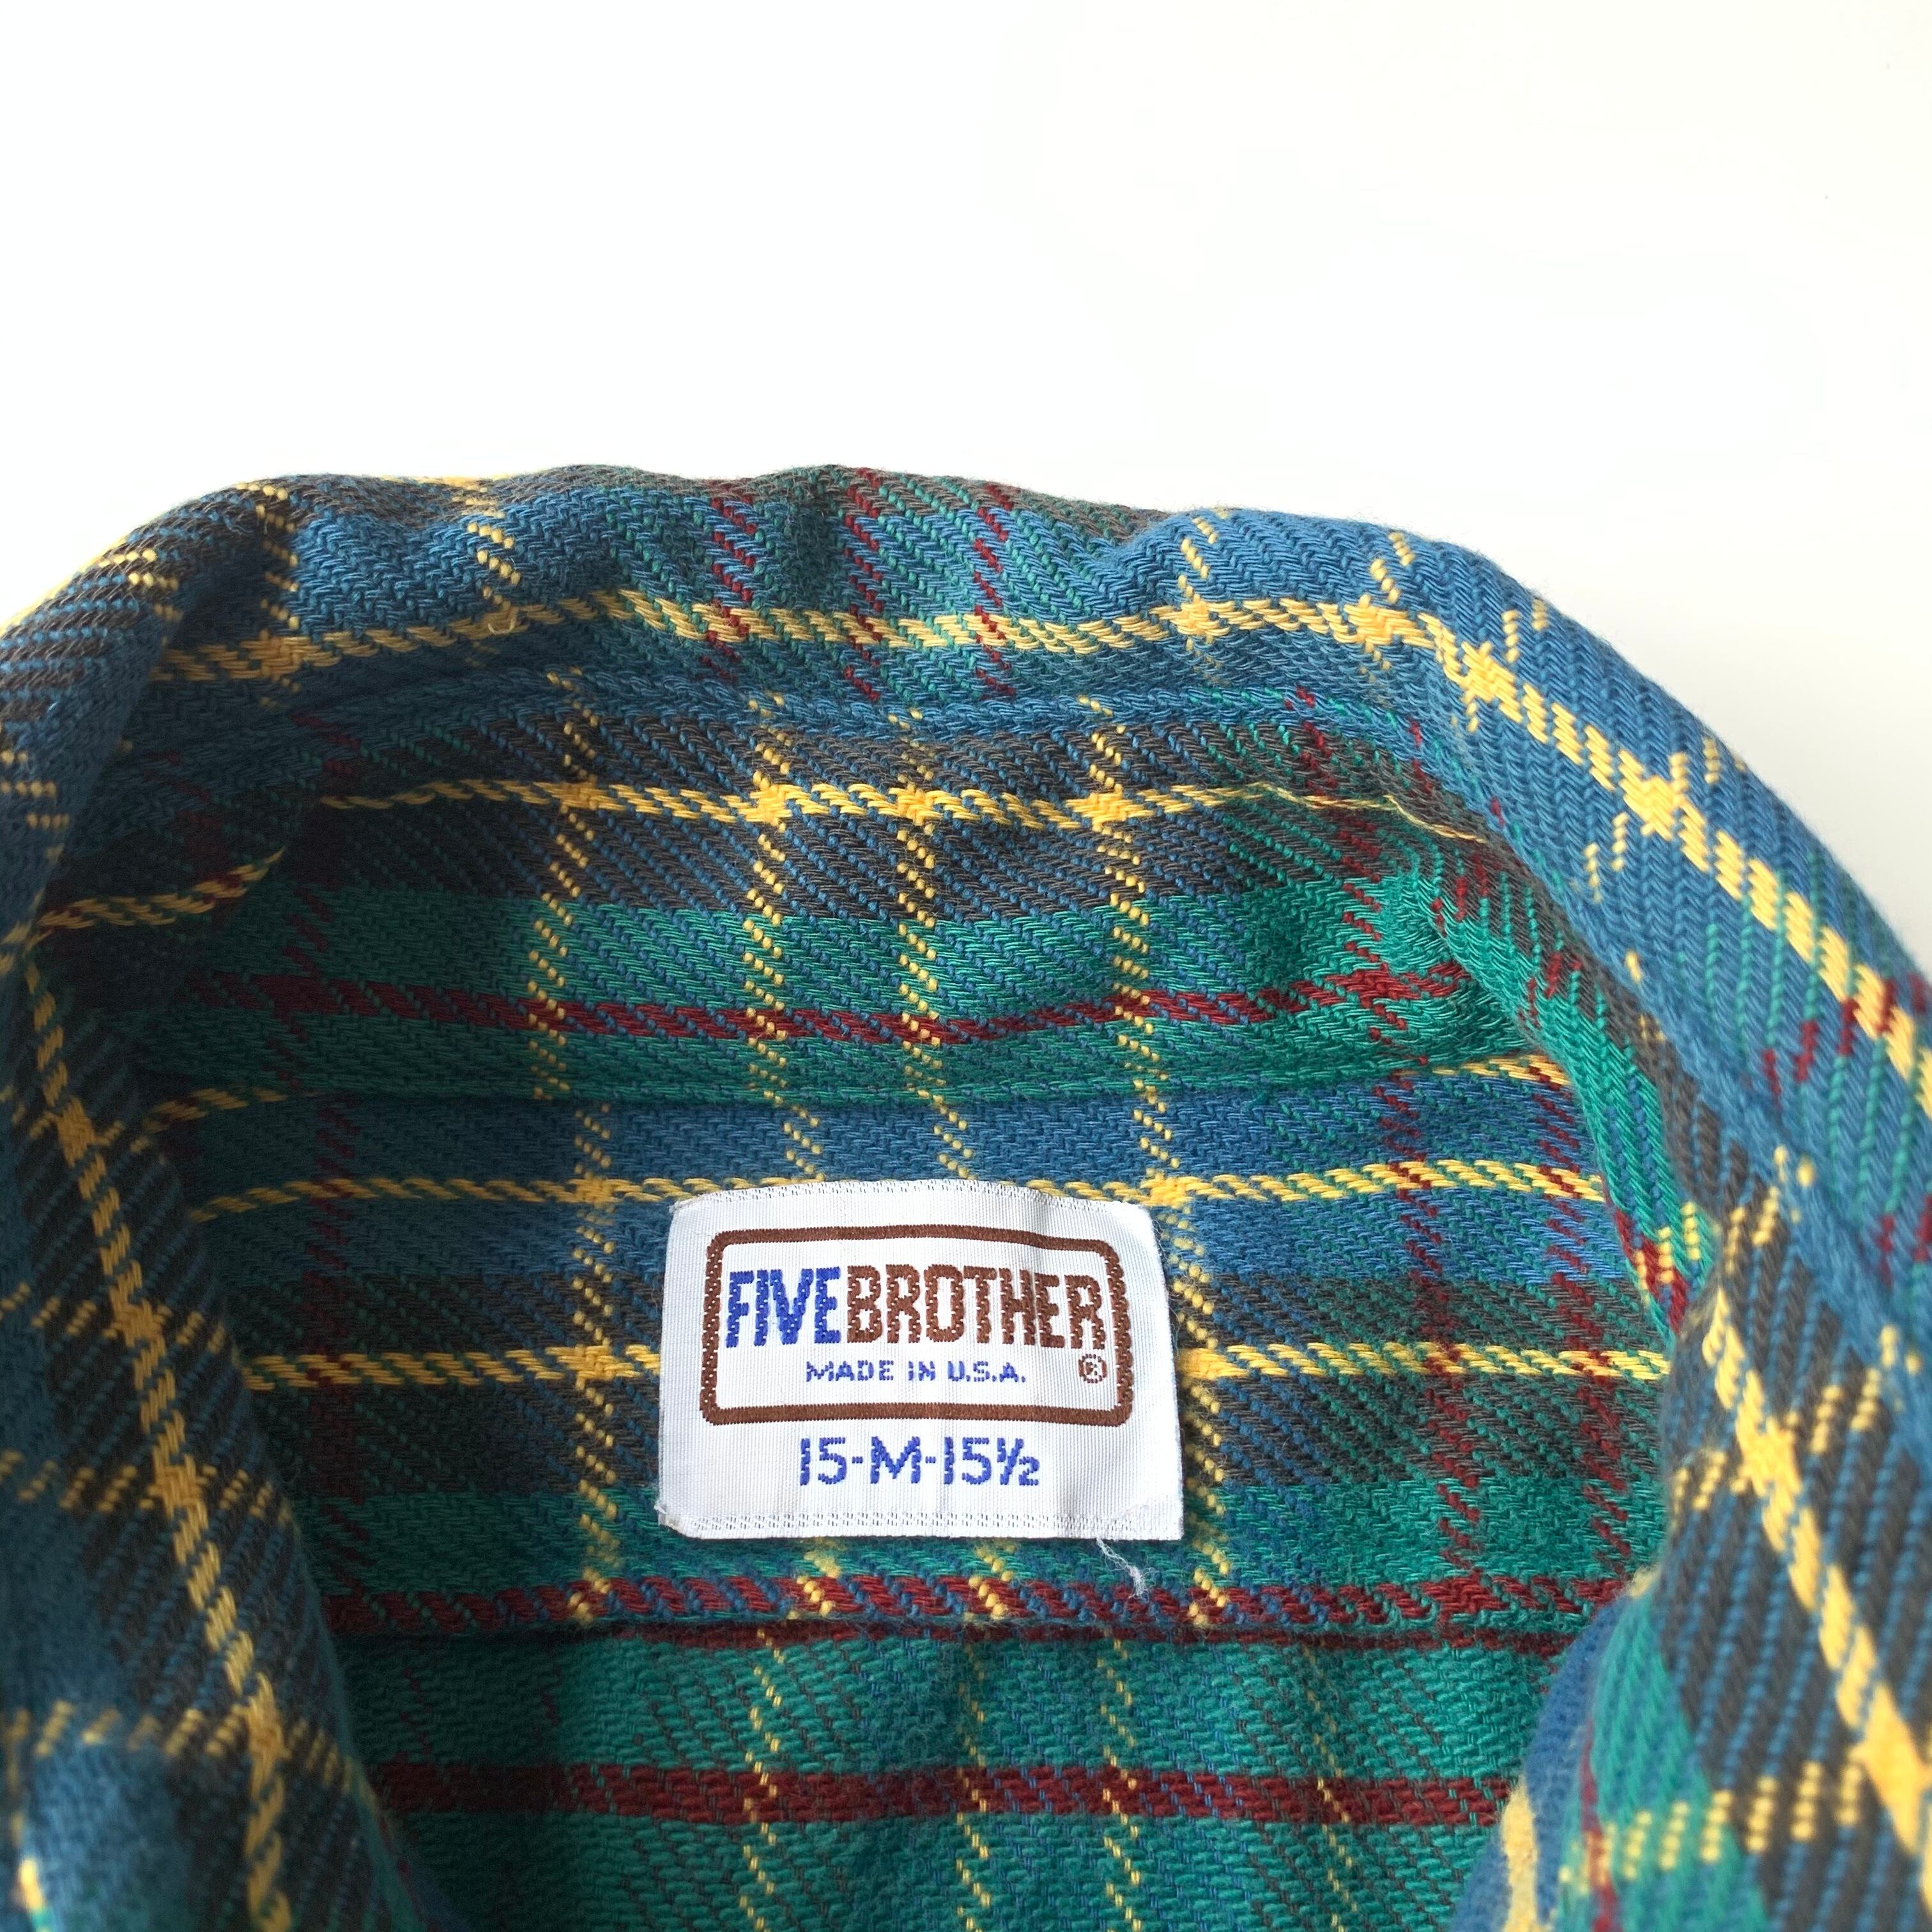 FIVEBROTHER
MADE IN U.S.A. ®
15-M-15½